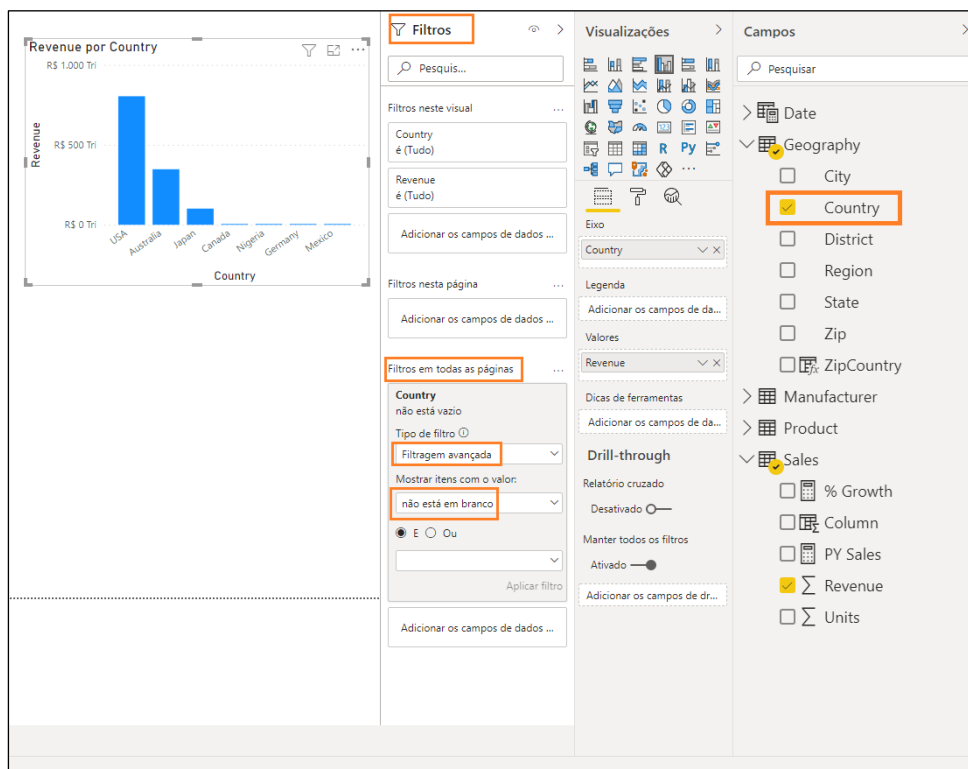 Revenue por Country
R$ 1.000 Tri
R$ 500 Tri
R$ 0 Tri
Revenue
USA
Australia
Japan
Canada
Nigeria
Germany
Mexico
Country
Filtros
Pesquis...
Filtros neste visual
...
Country
é (Tudo)
Revenue
é (Tudo)
Adicionar os campos de dados ...
Filtros nesta página
...
Adicionar os campos de dados ...
Filtros em todas as páginas
...
Country
não está vazio
Tipo de filtro
Filtragem avançada
Mostrar itens com o valor:
não está em branco
E Ou
Aplicar filtro
Adicionar os campos de dados ...
Visualizações
R Py
...
Eixo
Country
Legenda
Adicionar os campos de da...
Valores
Revenue
Dicas de ferramentas
Adicionar os campos de da...
Drill-through
Relatório cruzado
Desativado
Manter todos os filtros
Ativado
Adicionar os campos de dr...
Campos
Pesquisar
Date
Geography
City
Country
District
Region
State
Zip
ZipCountry
Manufacturer
Product
Sales
% Growth
Column
PY Sales
Revenue
Units